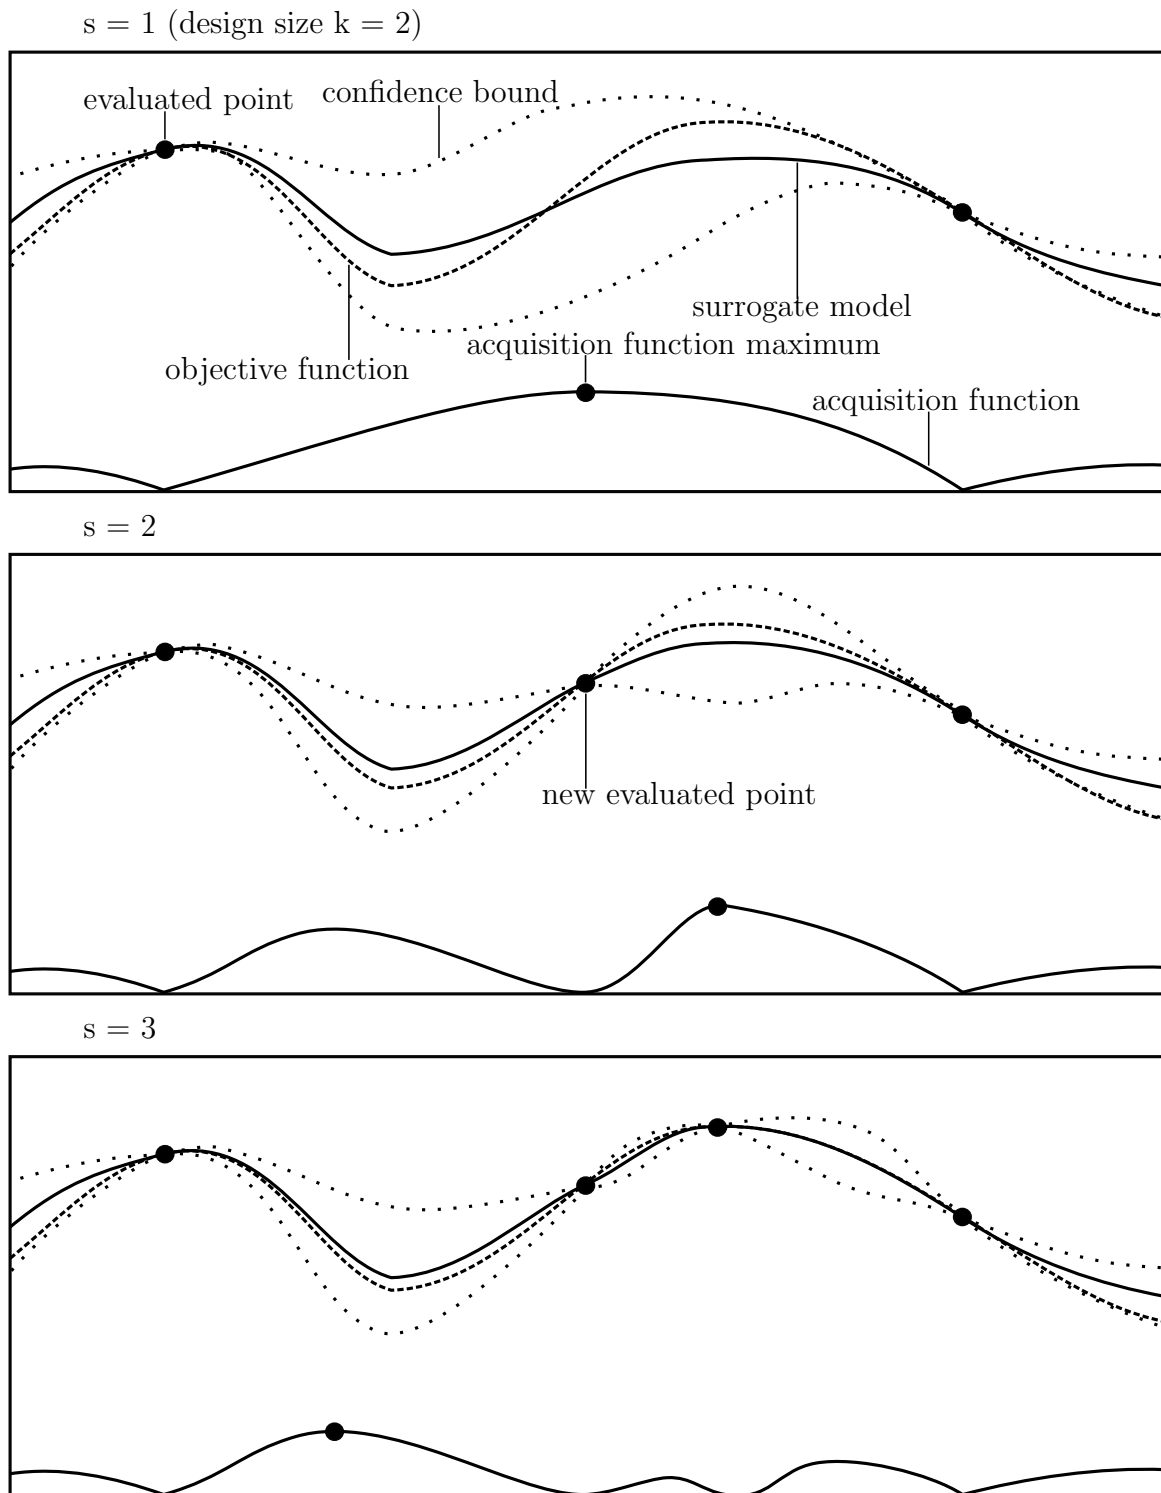 s = 1 (design size k = 2)
evaluated point
confidence bound
surrogate model
acquisition function maximum
objective function
acquisition function
s = 2
new evaluated point
s = 3